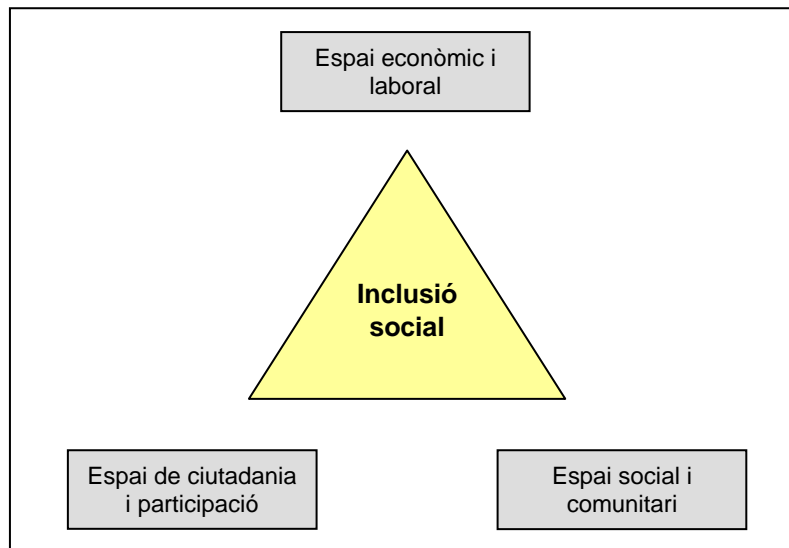 Espai econòmic i
laboral
Inclusió
social
Espai de ciutadania
i participació
Espai social i
comunitari